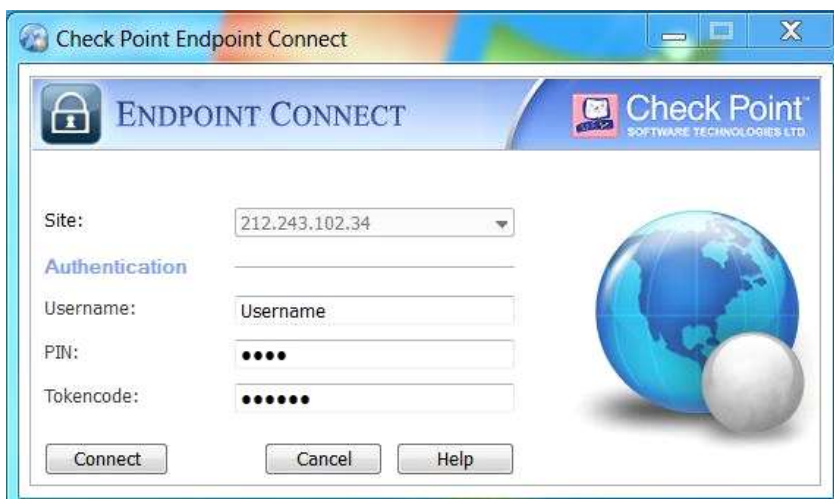 Check Point Endpoint Connect
ENDPOINT CONNECT
Check Point™
SOFTWARE TECHNOLOGIES LTD.
Site:
212.243.102.34
Authentication
Username:
Username
PIN:
••••
Tokencode:
••••••
Connect
Cancel
Help